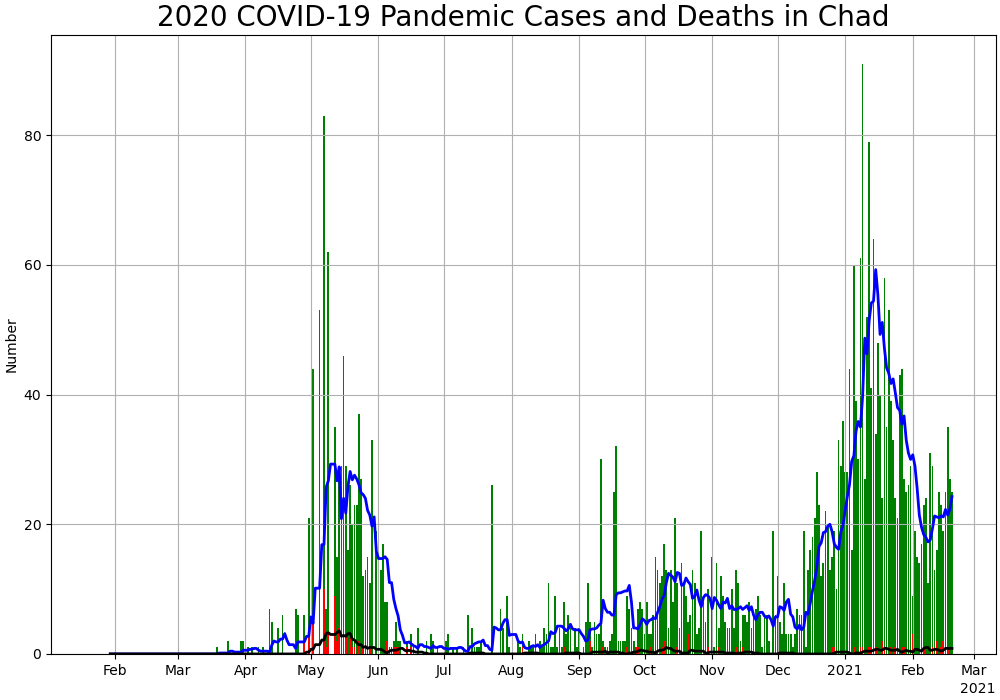 2020 COVID-19 Pandemic Cases and Deaths in Chad
Number
80
60
40
20
0
Feb Mar Apr May Jun Jul Aug Sep Oct Nov Dec 2021 Feb Mar
2021